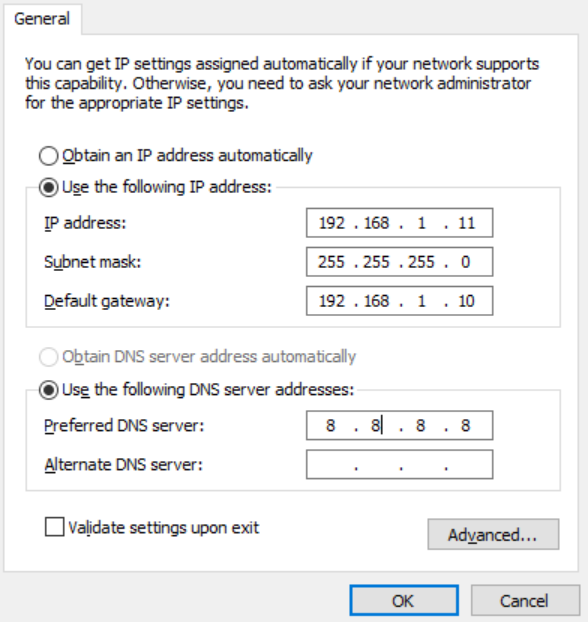 General
You can get IP settings assigned automatically if your network supports
this capability. Otherwise, you need to ask your network administrator
for the appropriate IP settings.
Obtain an IP address automatically
Use the following IP address:
IP address: 192 . 168 . 1 . 11
Subnet mask: 255 . 255 . 255 . 0
Default gateway: 192 . 168 . 1 . 10
Obtain DNS server address automatically
Use the following DNS server addresses:
Preferred DNS server: 8 . 8 . 8 . 8
Alternate DNS server: . . .
Validate settings upon exit
Advanced...
OK Cancel